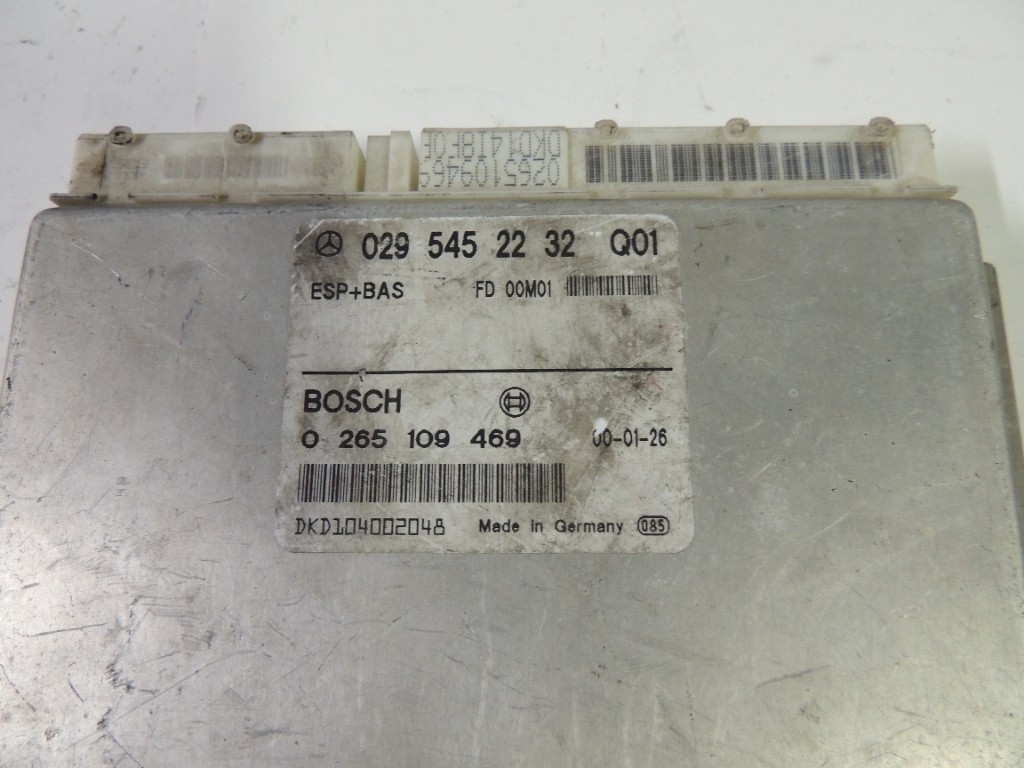 DKD14I8F0F
0265109469
029 545 22 32 Q01
ESP+BAS FD 00M01
BOSCH
0 265 109 469 00-01-26
DKD104002048 Made in Germany 085